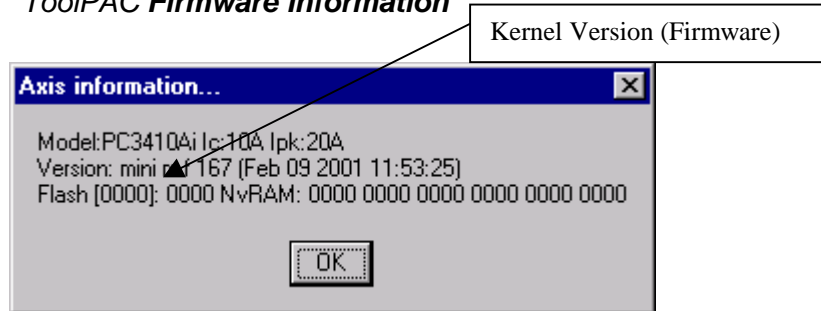 ToolPAC Firmware Information
Kernel Version (Firmware)
Axis information...
Model:PC3410Ai Ic:10A Ipk:20A
Version: mini 167 (Feb 09 2001 11:53:25)
Flash [0000]: 0000 NvRAM: 0000 0000 0000 0000 0000 0000
OK